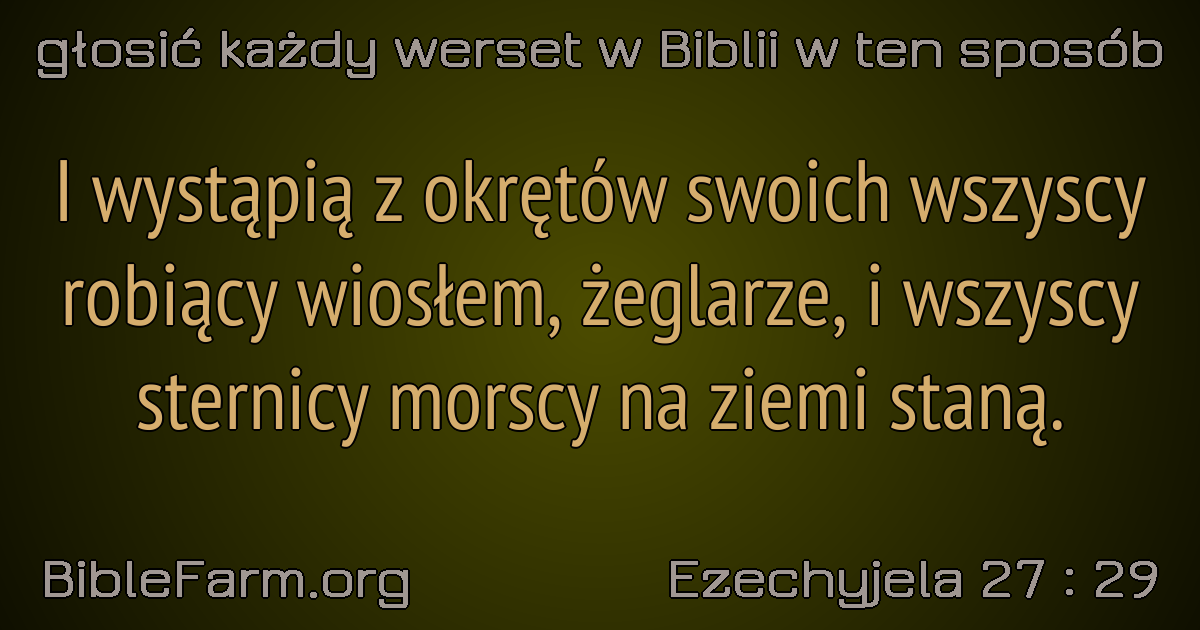 głosić każdy werset w Biblii w ten sposób
I wystąpią z okrętów swoich wszyscy
robiący wiosłem, żeglarze, i wszyscy
sternicy morscy na ziemi staną.
BibleFarm.org
Ezechyjela 27 : 29